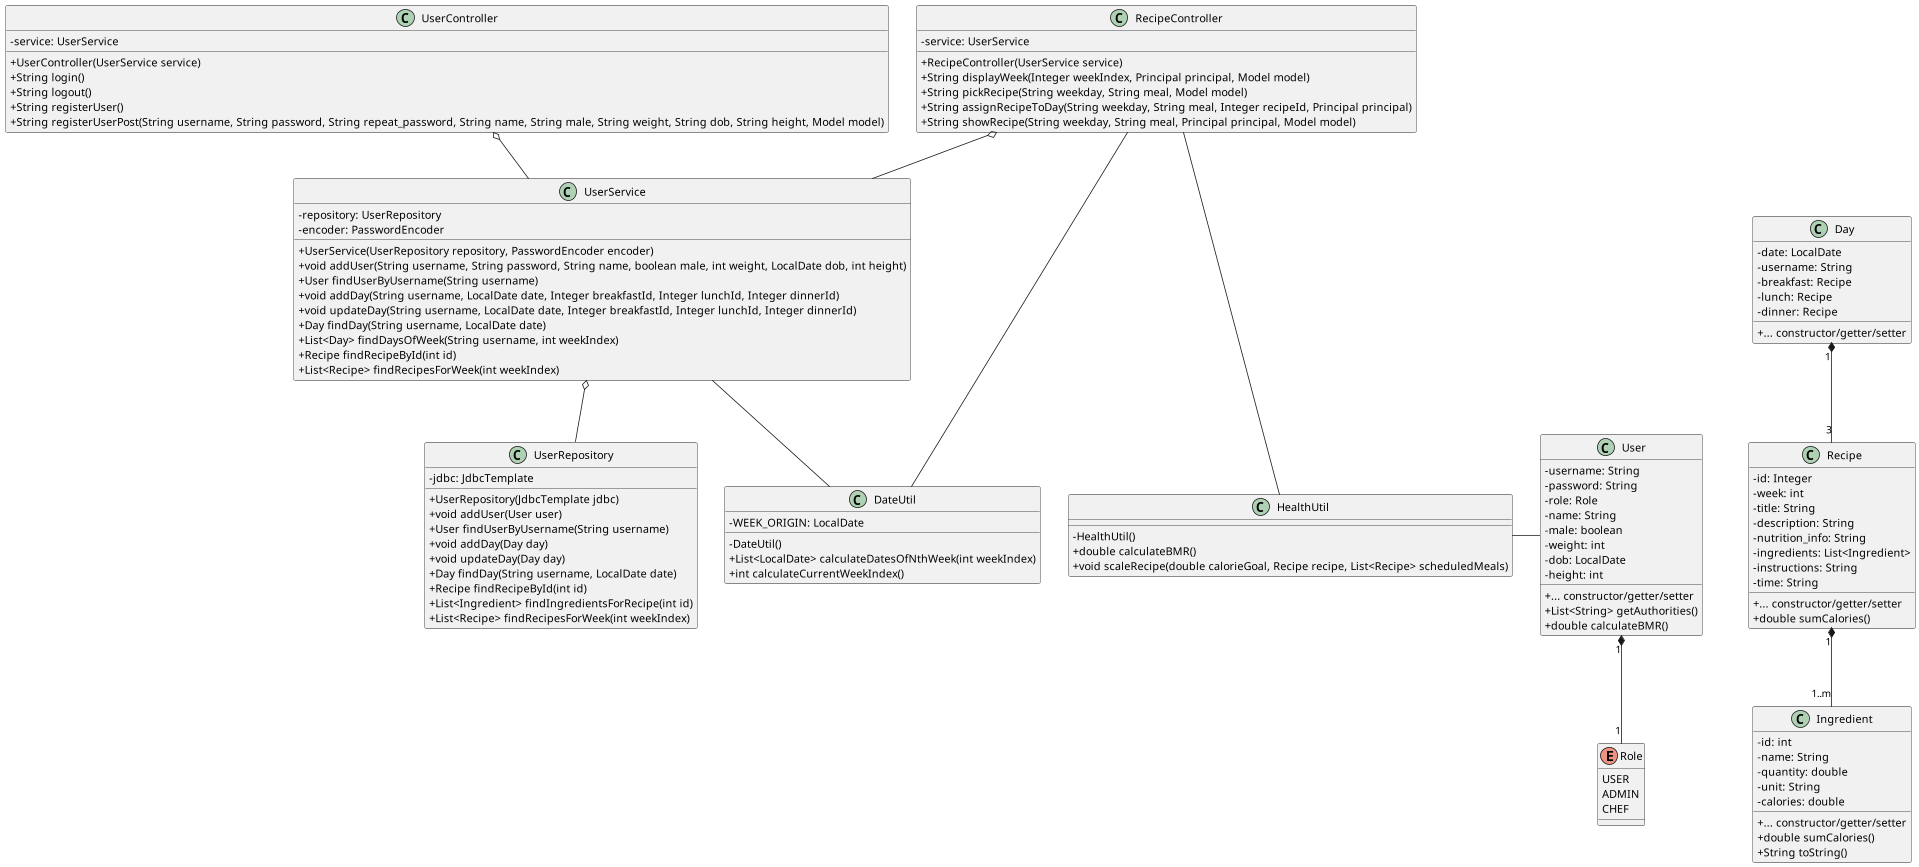 C UserController
-service: UserService
+UserController(UserService service)
+String login()
+String logout()
+String registerUser()
+String registerUserPost(String username, String password, String repeat_password, String name, String male, String weight, String dob, String height, Model model)
C RecipeController
-service: UserService
+RecipeController(UserService service)
+String displayWeek(Integer weekIndex, Principal principal, Model model)
+String pickRecipe(String weekday, String meal, Model model)
+String assignRecipeToDay(String weekday, String meal, Integer recipeId, Principal principal)
+String showRecipe(String weekday, String meal, Principal principal, Model model)
C UserService
-repository: UserRepository
-encoder: PasswordEncoder
+UserService(UserRepository repository, PasswordEncoder encoder)
+void addUser(String username, String password, String name, boolean male, int weight, LocalDate dob, int height)
+User findUserByUsername(String username)
+void addDay(String username, LocalDate date, Integer breakfastId, Integer lunchId, Integer dinnerId)
+void updateDay(String username, LocalDate date, Integer breakfastId, Integer lunchId, Integer dinnerId)
+Day findDay(String username, LocalDate date)
+List<Day> findDaysOfWeek(String username, int weekIndex)
+Recipe findRecipeById(int id)
+List<Recipe> findRecipesForWeek(int weekIndex)
C Day
-date: LocalDate
-username: String
-breakfast: Recipe
-lunch: Recipe
-dinner: Recipe
+... constructor/getter/setter
1
3
C UserRepository
-jdbc: JdbcTemplate
+UserRepository(JdbcTemplate jdbc)
+void addUser(User user)
+User findUserByUsername(String username)
+void addDay(Day day)
+void updateDay(Day day)
+Day findDay(String username, LocalDate date)
+Recipe findRecipeById(int id)
+List<Ingredient> findIngredientsForRecipe(int id)
+List<Recipe> findRecipesForWeek(int weekIndex)
C DateUtil
-WEEK_ORIGIN: LocalDate
-DateUtil()
+List<LocalDate> calculateDatesOfNthWeek(int weekIndex)
+int calculateCurrentWeekIndex()
C HealthUtil
-HealthUtil()
+double calculateBMR()
+void scaleRecipe(double calorieGoal, Recipe recipe, List<Recipe> scheduledMeals)
C User
-username: String
-password: String
-role: Role
-name: String
-male: boolean
-weight: int
-dob: LocalDate
-height: int
+... constructor/getter/setter
+List<String> getAuthorities()
+double calculateBMR()
1
1
C Recipe
-id: Integer
-week: int
-title: String
-description: String
-nutrition_info: String
-ingredients: List<Ingredient>
-instructions: String
-time: String
+... constructor/getter/setter
+double sumCalories()
1
1..m
E Role
USER
ADMIN
CHEF
C Ingredient
-id: int
-name: String
-quantity: double
-unit: String
-calories: double
+... constructor/getter/setter
+double sumCalories()
+String toString()